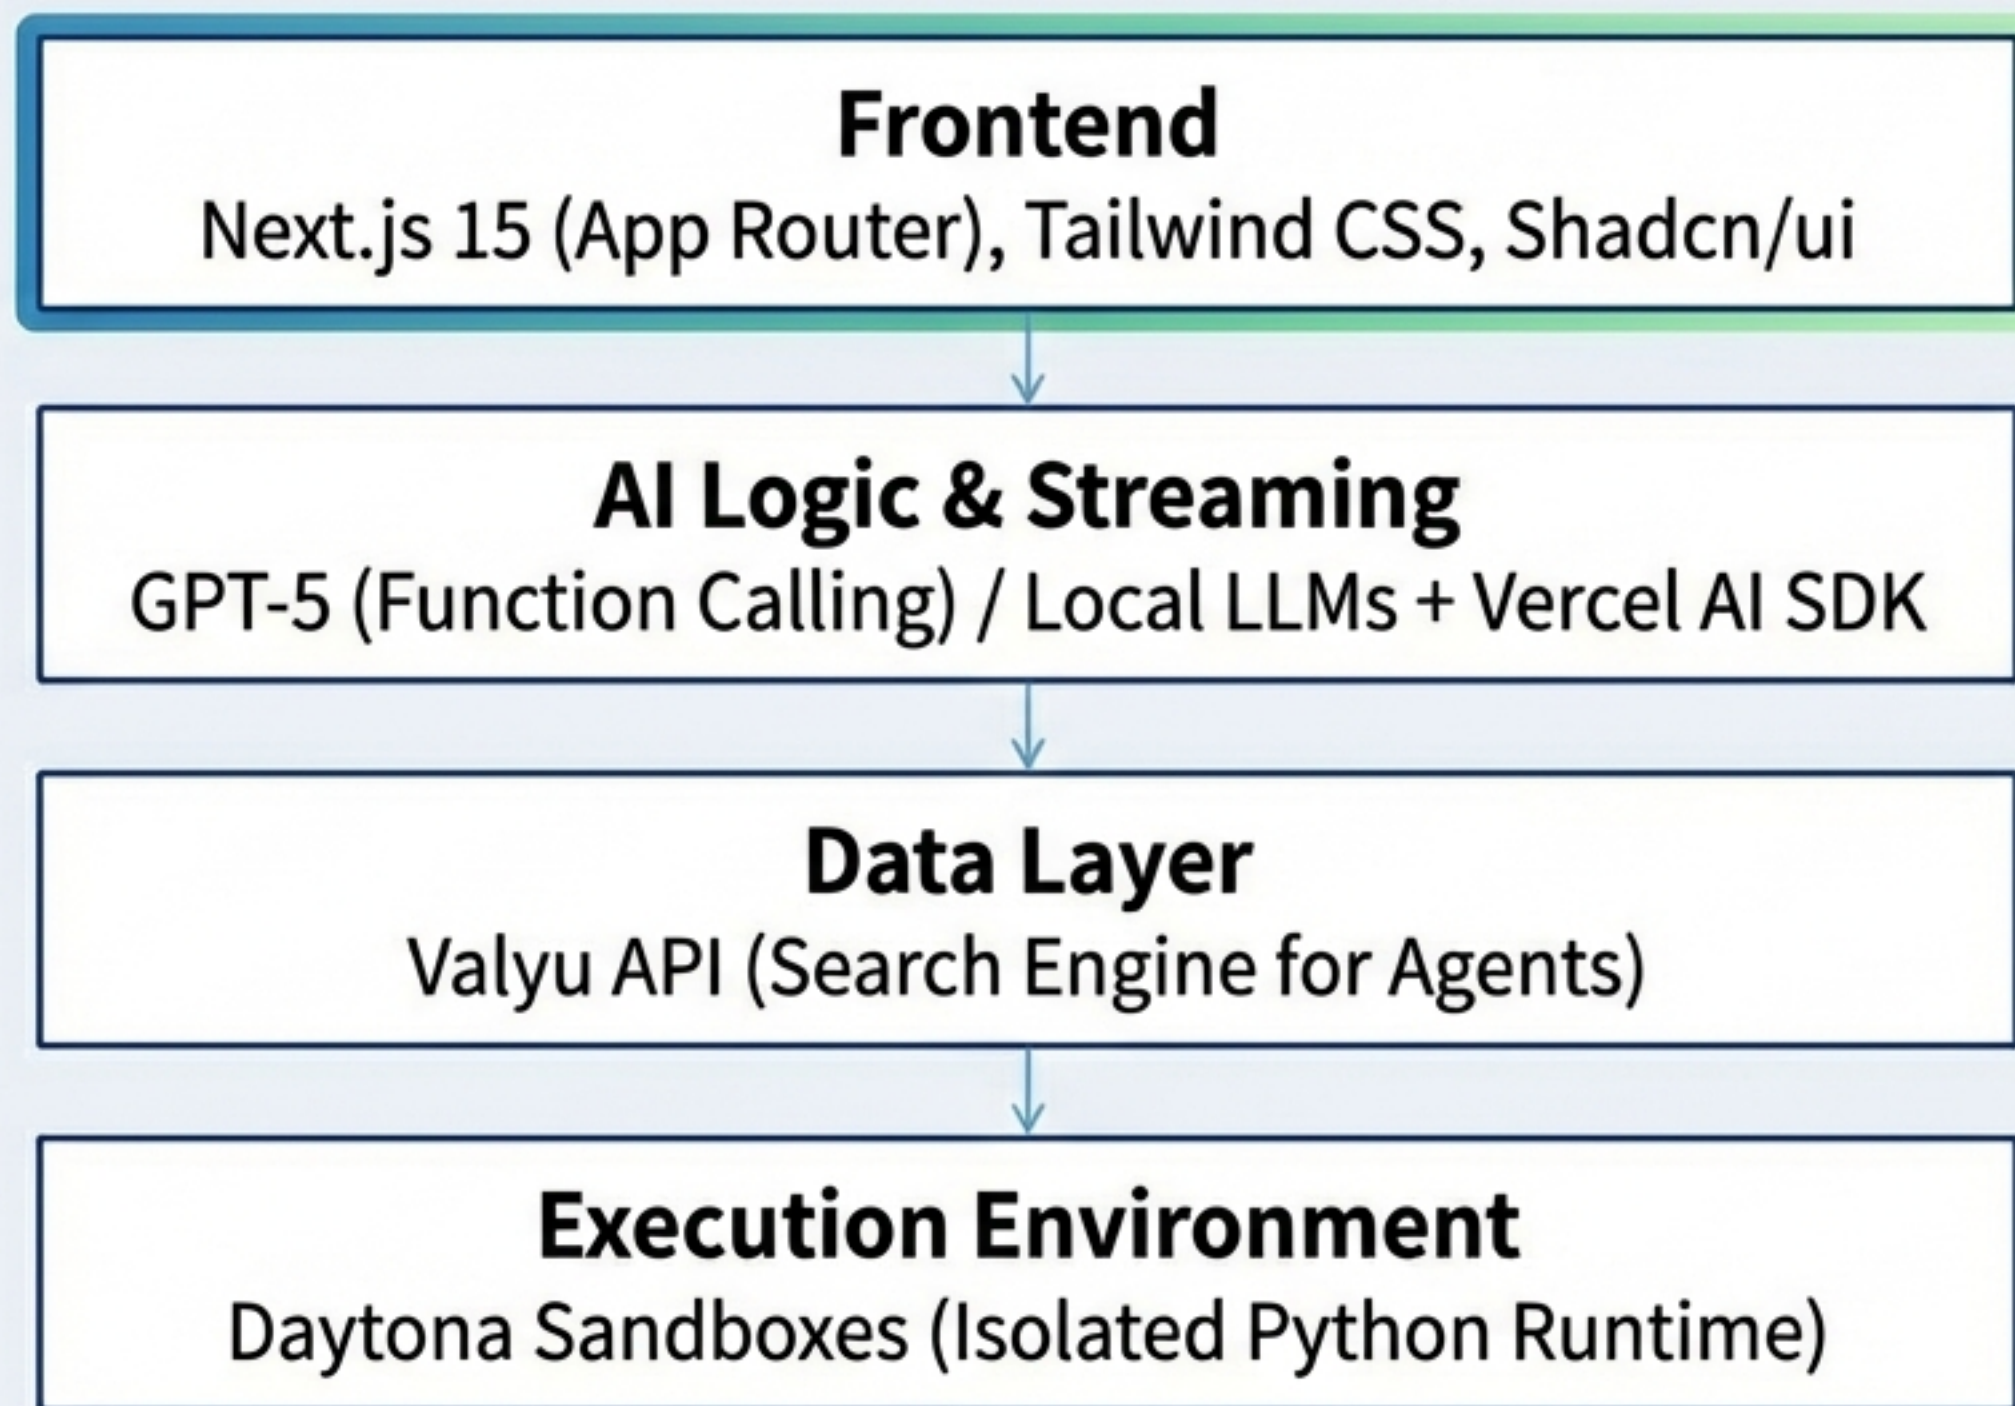 Frontend
Next.js 15 (App Router), Tailwind CSS, Shadcn/ui
AI Logic & Streaming
GPT-5 (Function Calling) / Local LLMs + Vercel AI SDK
Data Layer
Valyu API (Search Engine for Agents)
Execution Environment
Daytona Sandboxes (Isolated Python Runtime)